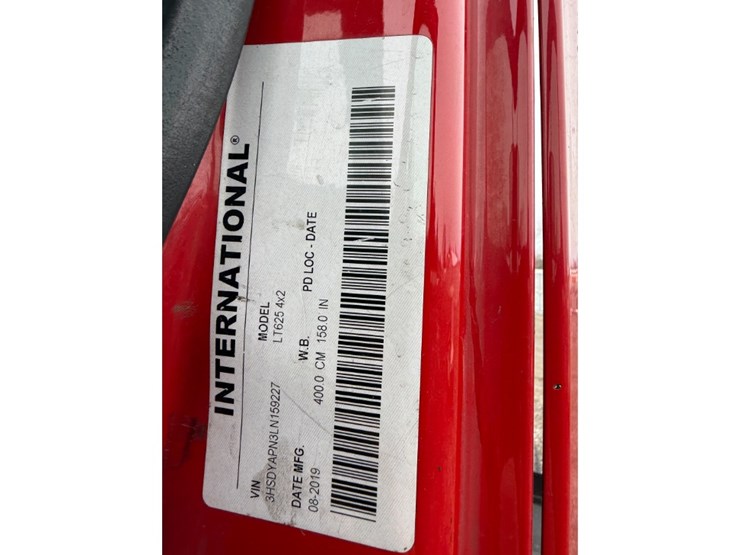 INTERNATIONAL®
VIN MODEL
3HSDYAPN3LN159227 LT625 4x2
DATE MFG. W.B. PD LOC - DATE
08-2019 400.0 CM 158.0 IN